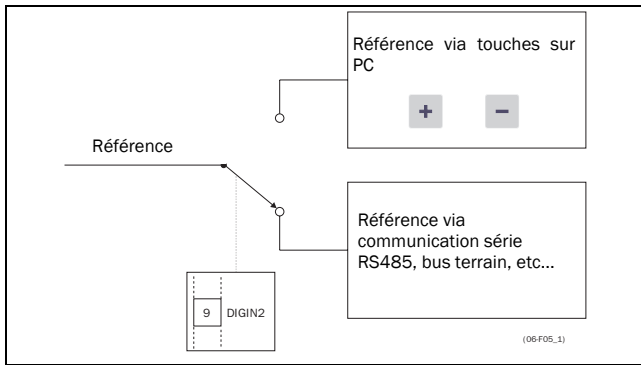 Référence via touches sur
PC
+ −
Référence
Référence via
communication série
RS485, bus terrain, etc...
9 DIGIN2
(06-F05_1)